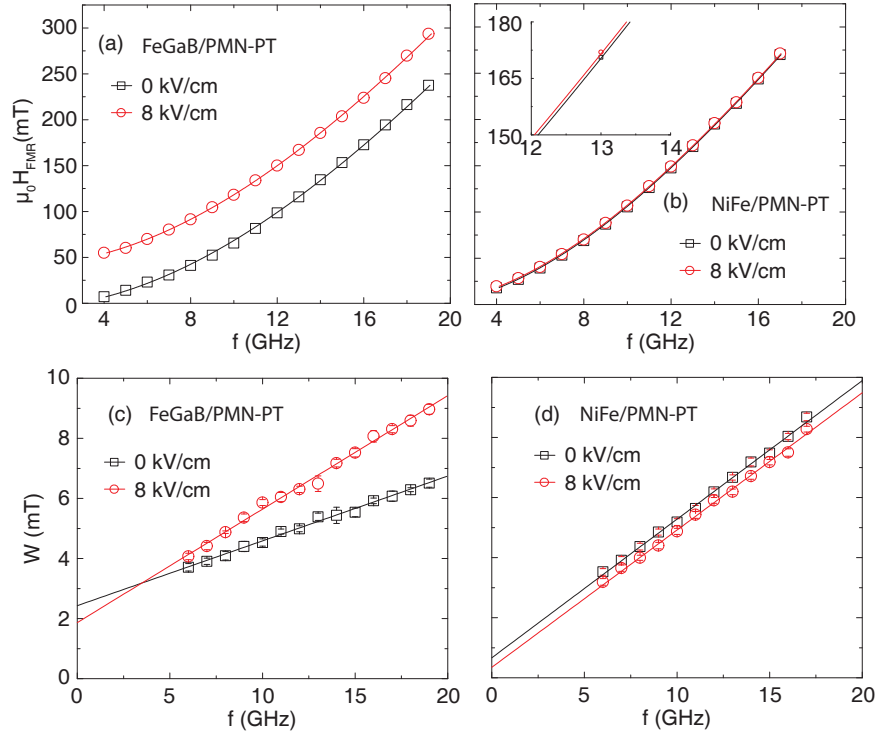 (a) FeGaB/PMN-PT
0 kV/cm
8 kV/cm
μ₀H_FMR(mT)
300
250
200
150
100
50
0
4 8 12 16 20
f (GHz)
180
165
150
12 13 14
(b) NiFe/PMN-PT
0 kV/cm
8 kV/cm
4 8 12 16 20
f (GHz)
(c) FeGaB/PMN-PT
0 kV/cm
8 kV/cm
W (mT)
10
8
6
4
2
0
0 5 10 15 20
f (GHz)
(d) NiFe/PMN-PT
0 kV/cm
8 kV/cm
0 5 10 15 20
f (GHz)